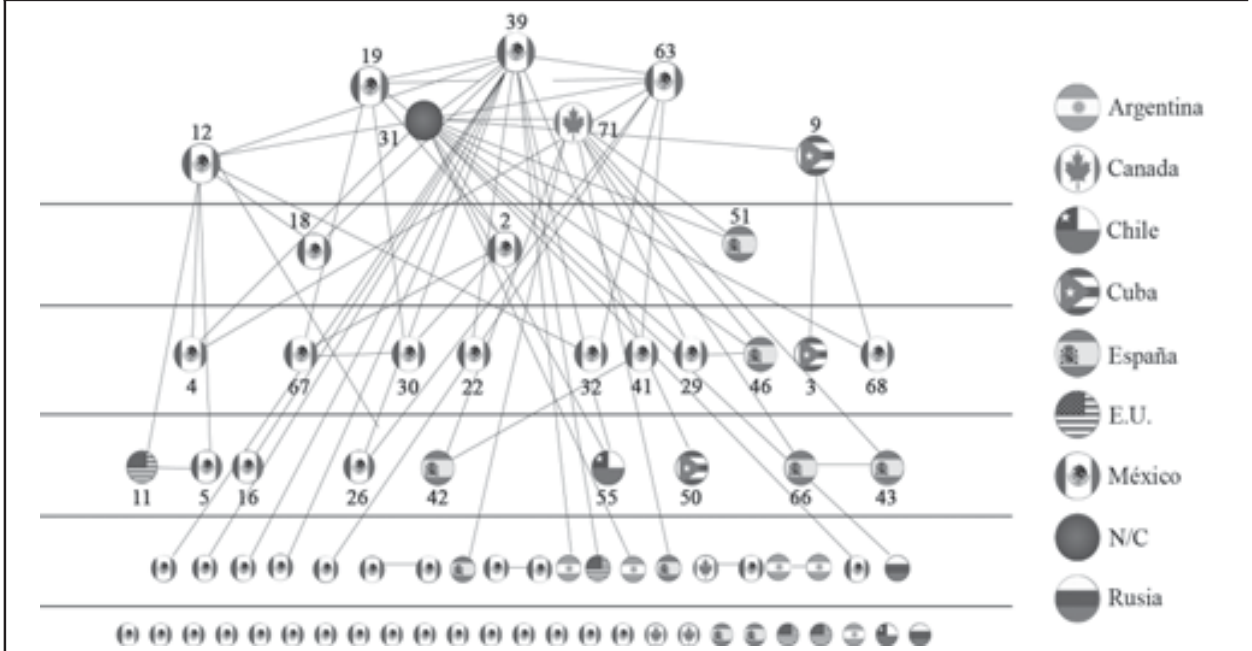 39
19 63
31 71 9
12
18 2 51
4 67 30 22 32 41 29 46 3 68
11 5 16 26 42 55 50 66 43
Argentina
Canada
Chile
Cuba
España
E.U.
México
N/C
Rusia